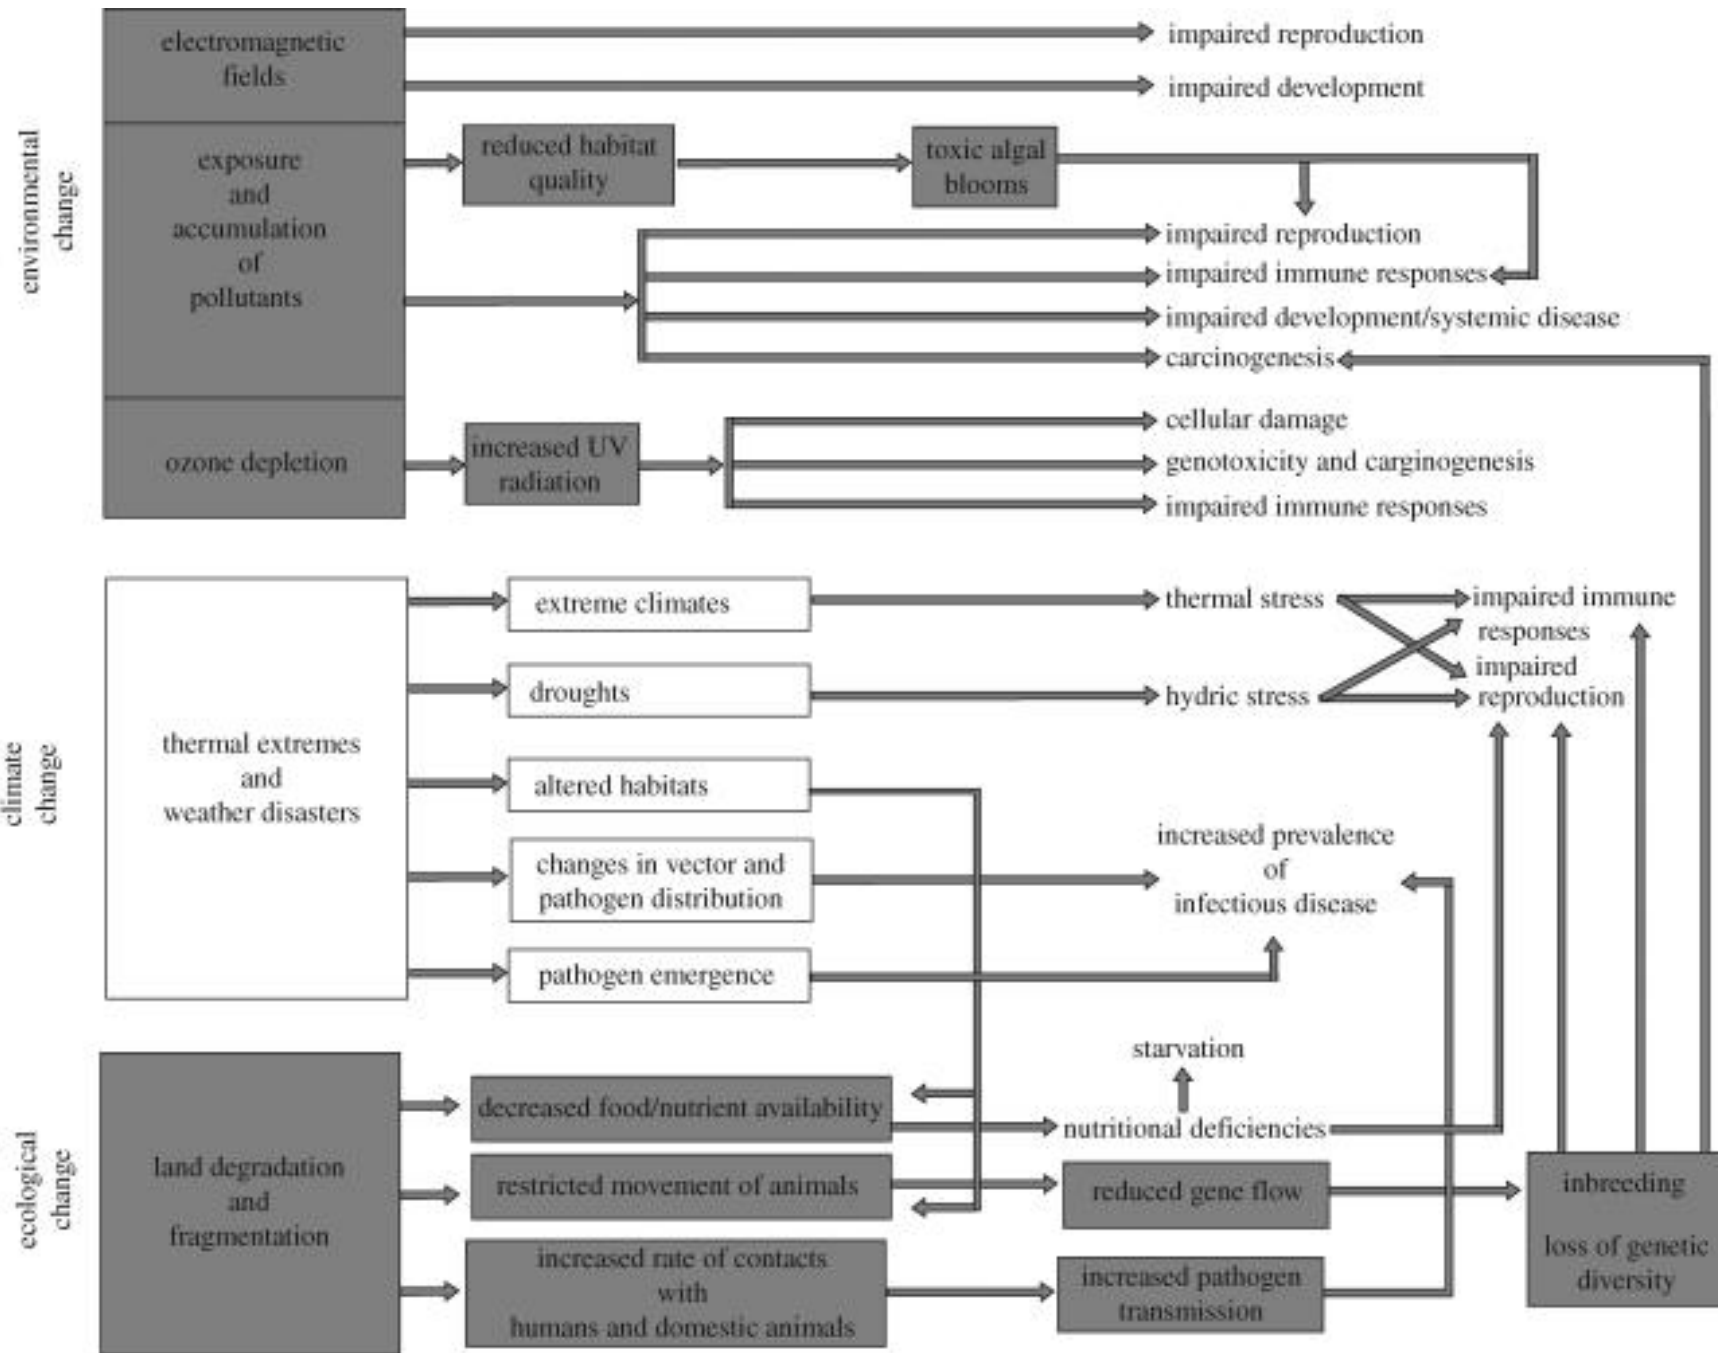 environmental
change
electromagnetic
fields
impaired reproduction
impaired development
exposure
and
accumulation
of
pollutants
reduced habitat
quality
toxic algal
blooms
impaired reproduction
impaired immune responses
impaired development/systemic disease
carcinogenesis
ozone depletion
increased UV
radiation
cellular damage
genotoxicity and carginogenesis
impaired immune responses
climate
change
thermal extremes
and
weather disasters
extreme climates
thermal stress
impaired immune
responses
droughts
hydric stress
impaired
reproduction
altered habitats
changes in vector and
pathogen distribution
increased prevalence
of
infectious disease
pathogen emergence
ecological
change
land degradation
and
fragmentation
starvation
decreased food/nutrient availability
nutritional deficiencies
restricted movement of animals
reduced gene flow
inbreeding
loss of genetic
diversity
increased rate of contacts
with
humans and domestic animals
increased pathogen
transmission